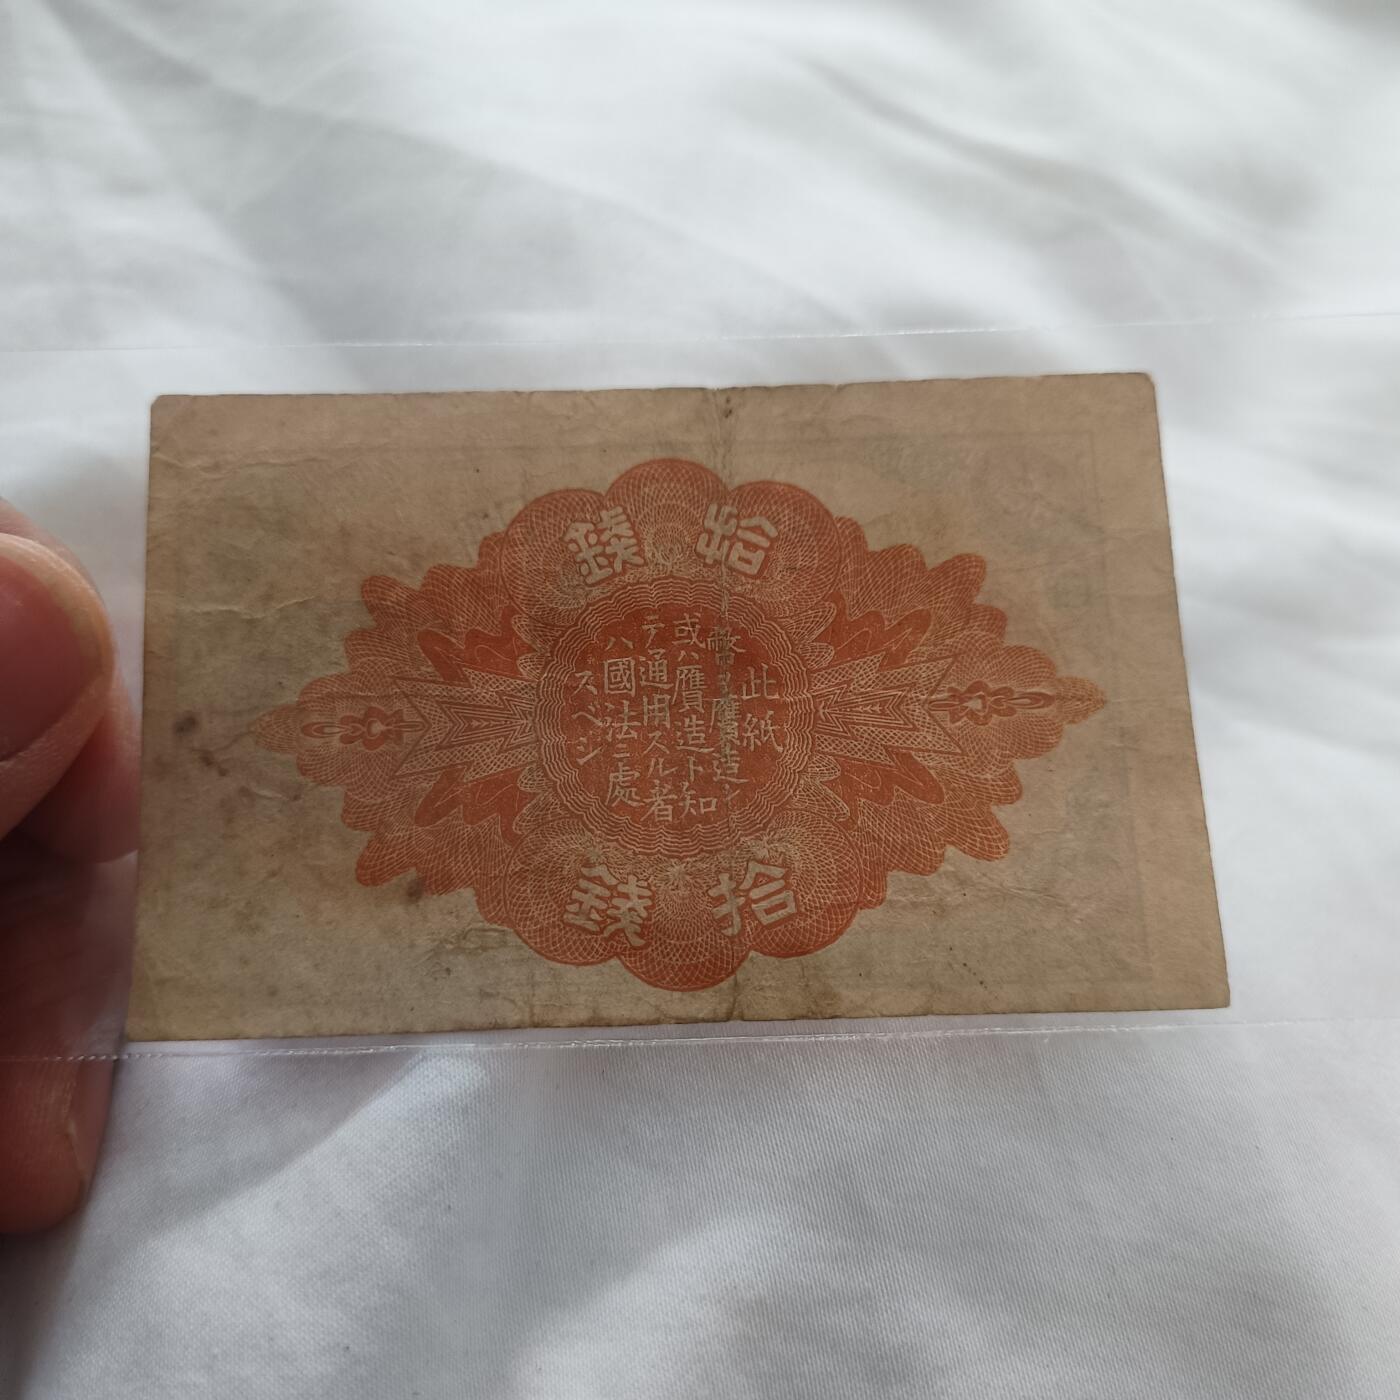 拾錢
此紙
幣ヲ贋造シ
或ハ贋造ト知
テ通用スル者
ハ國法ニ處
スベシ
拾錢